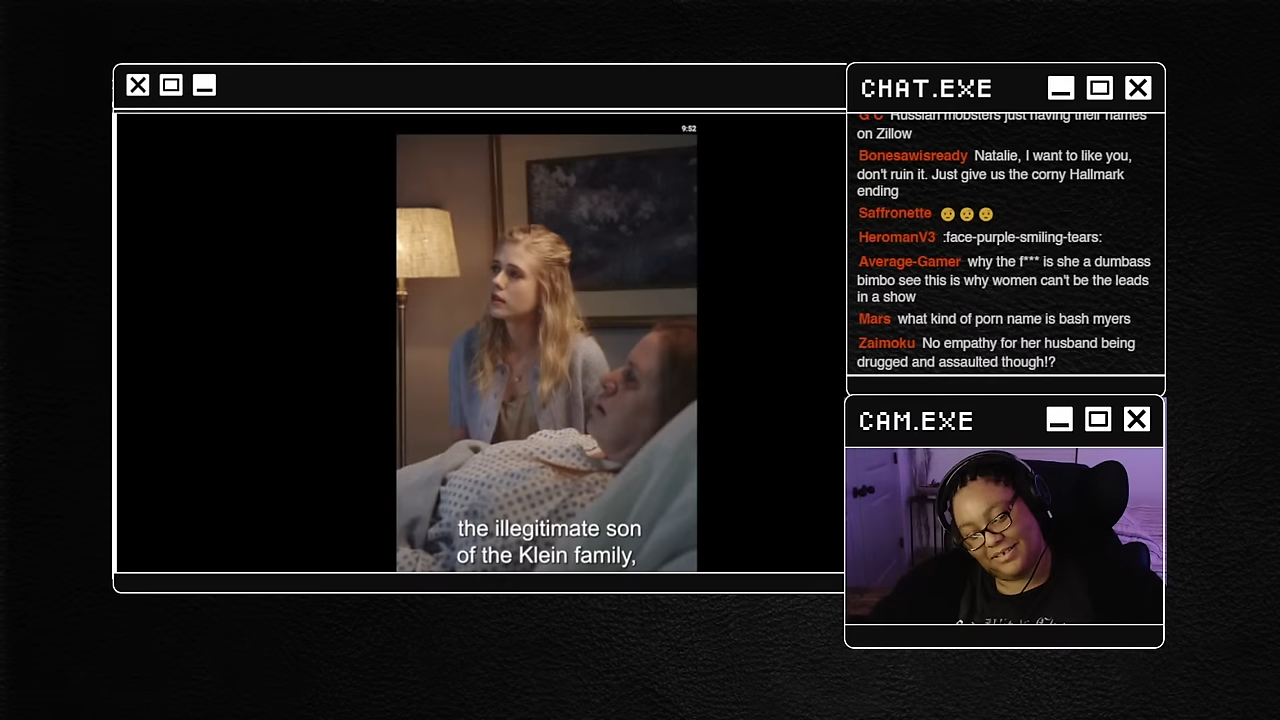 9:52
the illegitimate son
of the Klein family,
CHAT.EXE
G C Russian mobsters just having their names
on Zillow
Bonesawisready Natalie, I want to like you,
don't ruin it. Just give us the corny Hallmark
ending
Saffronette 😐😐😐
HeromanV3 :face-purple-smiling-tears:
Average-Gamer why the f*** is she a dumbass
bimbo see this is why women can't be the leads
in a show
Mars what kind of porn name is bash myers
Zaimoku No empathy for her husband being
drugged and assaulted though!?
CAM.EXE